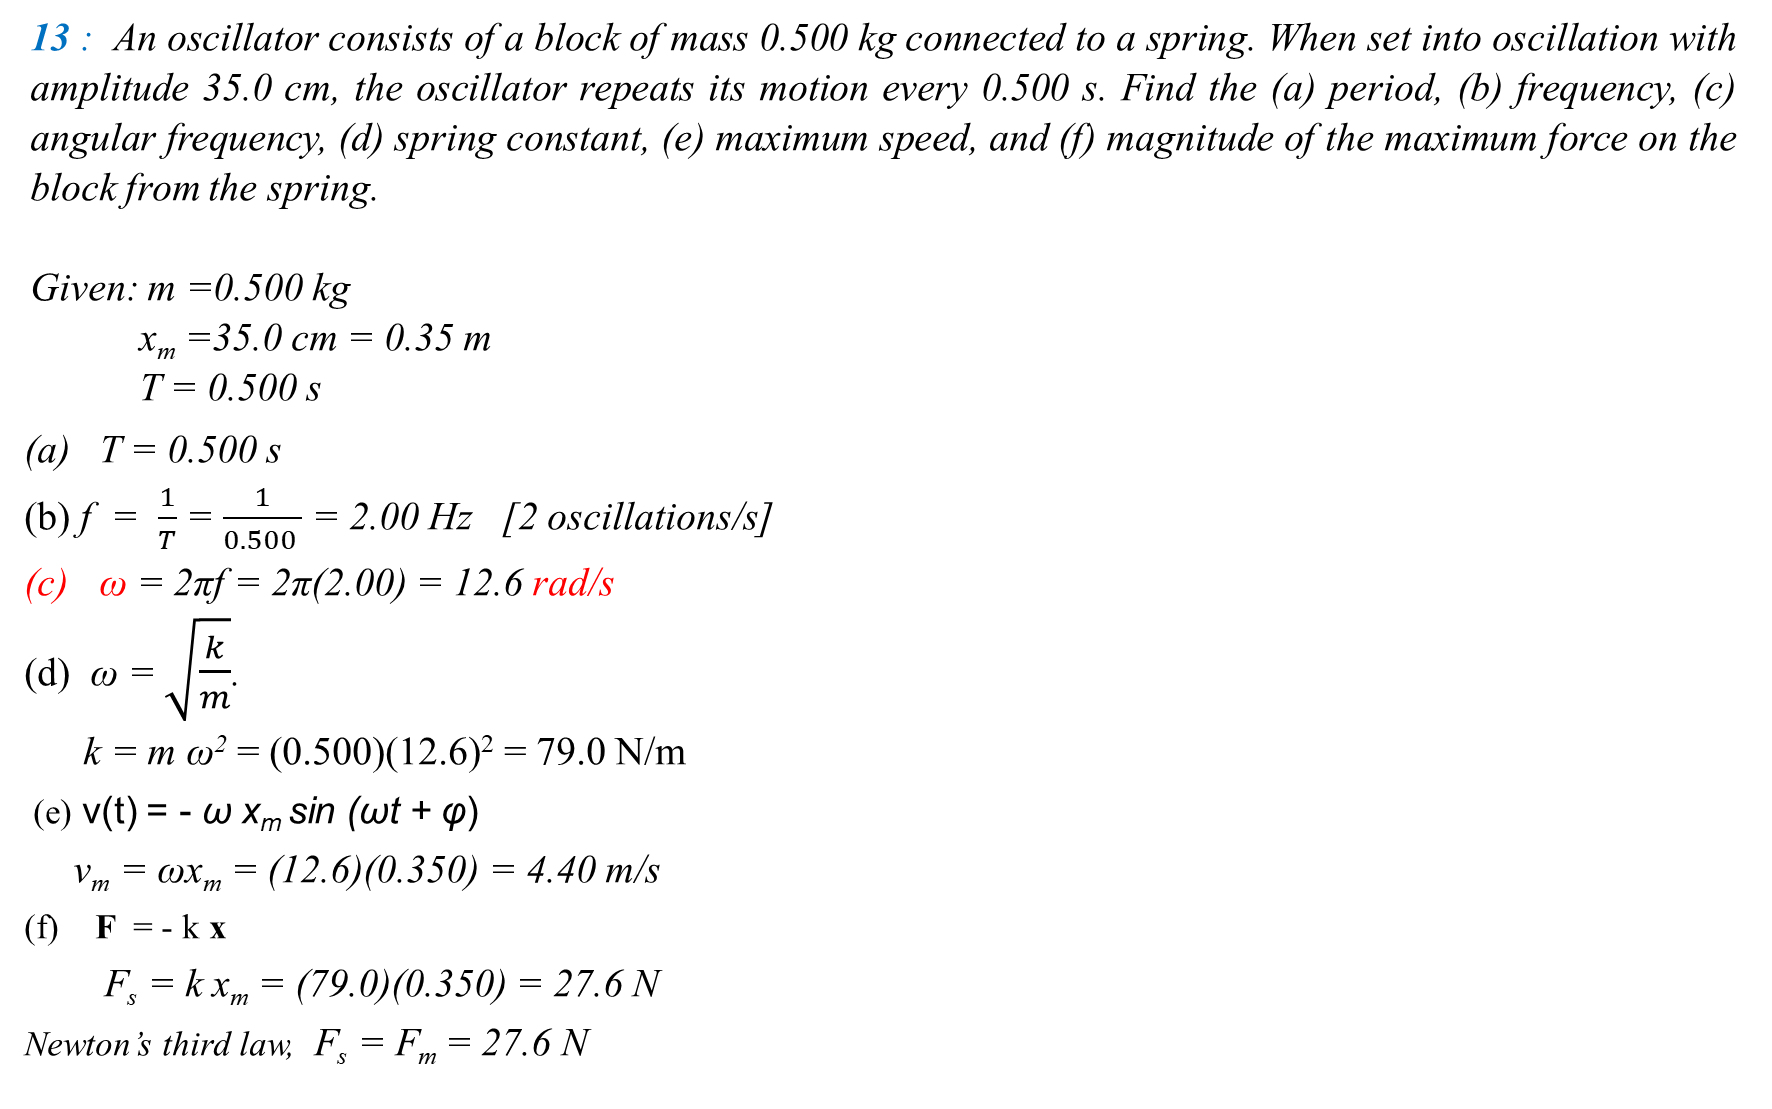 13 : An oscillator consists of a block of mass 0.500 kg connected to a spring. When set into oscillation with
amplitude 35.0 cm, the oscillator repeats its motion every 0.500 s. Find the (a) period, (b) frequency, (c)
angular frequency, (d) spring constant, (e) maximum speed, and (f) magnitude of the maximum force on the
block from the spring.
Given: m =0.500 kg
xₘ =35.0 cm = 0.35 m
T = 0.500 s
(a) T = 0.500 s
(b) f = 1/T = 1/0.500 = 2.00 Hz [2 oscillations/s]
(c) ω = 2πf = 2π(2.00) = 12.6 rad/s
(d) ω = √(k/m).
k = m ω² = (0.500)(12.6)² = 79.0 N/m
(e) v(t) = - ω xₘ sin (ωt + φ)
vₘ = ωxₘ = (12.6)(0.350) = 4.40 m/s
(f) F = - k x
Fₛ = k xₘ = (79.0)(0.350) = 27.6 N
Newton's third law, Fₛ = Fₘ = 27.6 N